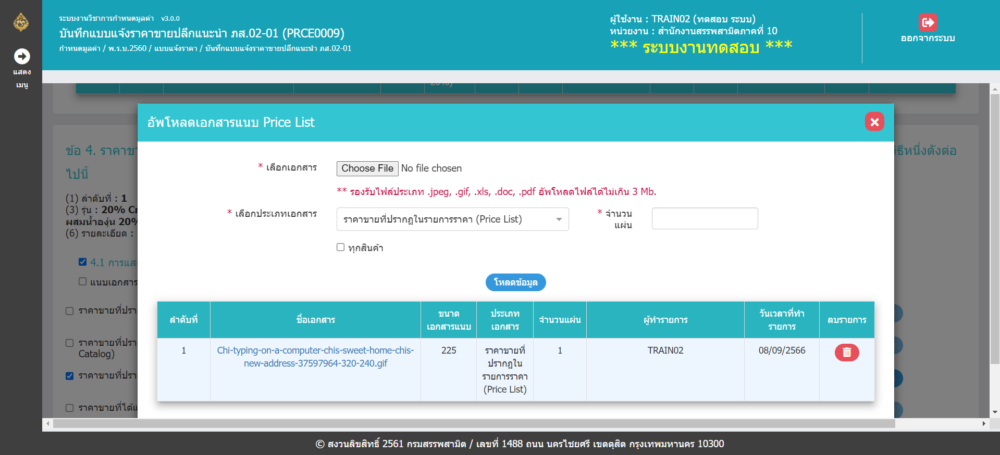 ระบบงานวิชาการกำหนดมูลค่า v3.0.0
บันทึกแบบแจ้งราคาขายปลีกแนะนำ ภส.02-01 (PRCE0009)
กำหนดมูลค่า / พ.ร.บ.2560 / แบบแจ้งราคา / บันทึกแบบแจ้งราคาขายปลีกแนะนำ ภส.02-01
ผู้ใช้งาน : TRAIN02 (ทดสอบ ระบบ)
หน่วยงาน : สำนักงานสรรพสามิตภาคที่ 10
*** ระบบงานทดสอบ ***
ออกจากระบบ
แสดง
เมนู
อัพโหลดเอกสารแนบ Price List
ข้อ 4. ราคาขา
วิธีหนึ่งดังต่อ
ไปนี้
(1) ลำดับที่ : 1
(3) รุ่น : 20% Cr
ผสมน้ำองุ่น 20%
(6) รายละเอียด :
4.1 การแสด
แนบเอกสาร
ราคาขายที่ปรา
ราคาขายที่ปรา
Catalog)
ราคาขายที่ปรา
ราคาขายที่ได้แ
* เลือกเอกสาร
Choose File No file chosen
** รองรับไฟล์ประเภท .jpeg, .gif, .xls, .doc, .pdf อัพโหลดไฟล์ได้ไม่เกิน 3 Mb.
* เลือกประเภทเอกสาร
ราคาขายที่ปรากฏในรายการราคา (Price List)
* จำนวน
แผ่น
ทุกสินค้า
โหลดข้อมูล
ลำดับที่ ชื่อเอกสาร ขนาด เอกสารแนบ ประเภท เอกสาร จำนวนแผ่น ผู้ทำรายการ วันเวลาที่ทำ รายการ ลบรายการ
1 Chi-typing-on-a-computer-chis-sweet-home-chis- 225 ราคาขายที่ 1 TRAIN02 08/09/2566
new-address-37597964-320-240.gif ปรากฏใน
รายการราคา
(Price List)
© สงวนลิขสิทธิ์ 2561 กรมสรรพสามิต / เลขที่ 1488 ถนน นครไชยศรี เขตดุสิต กรุงเทพมหานคร 10300